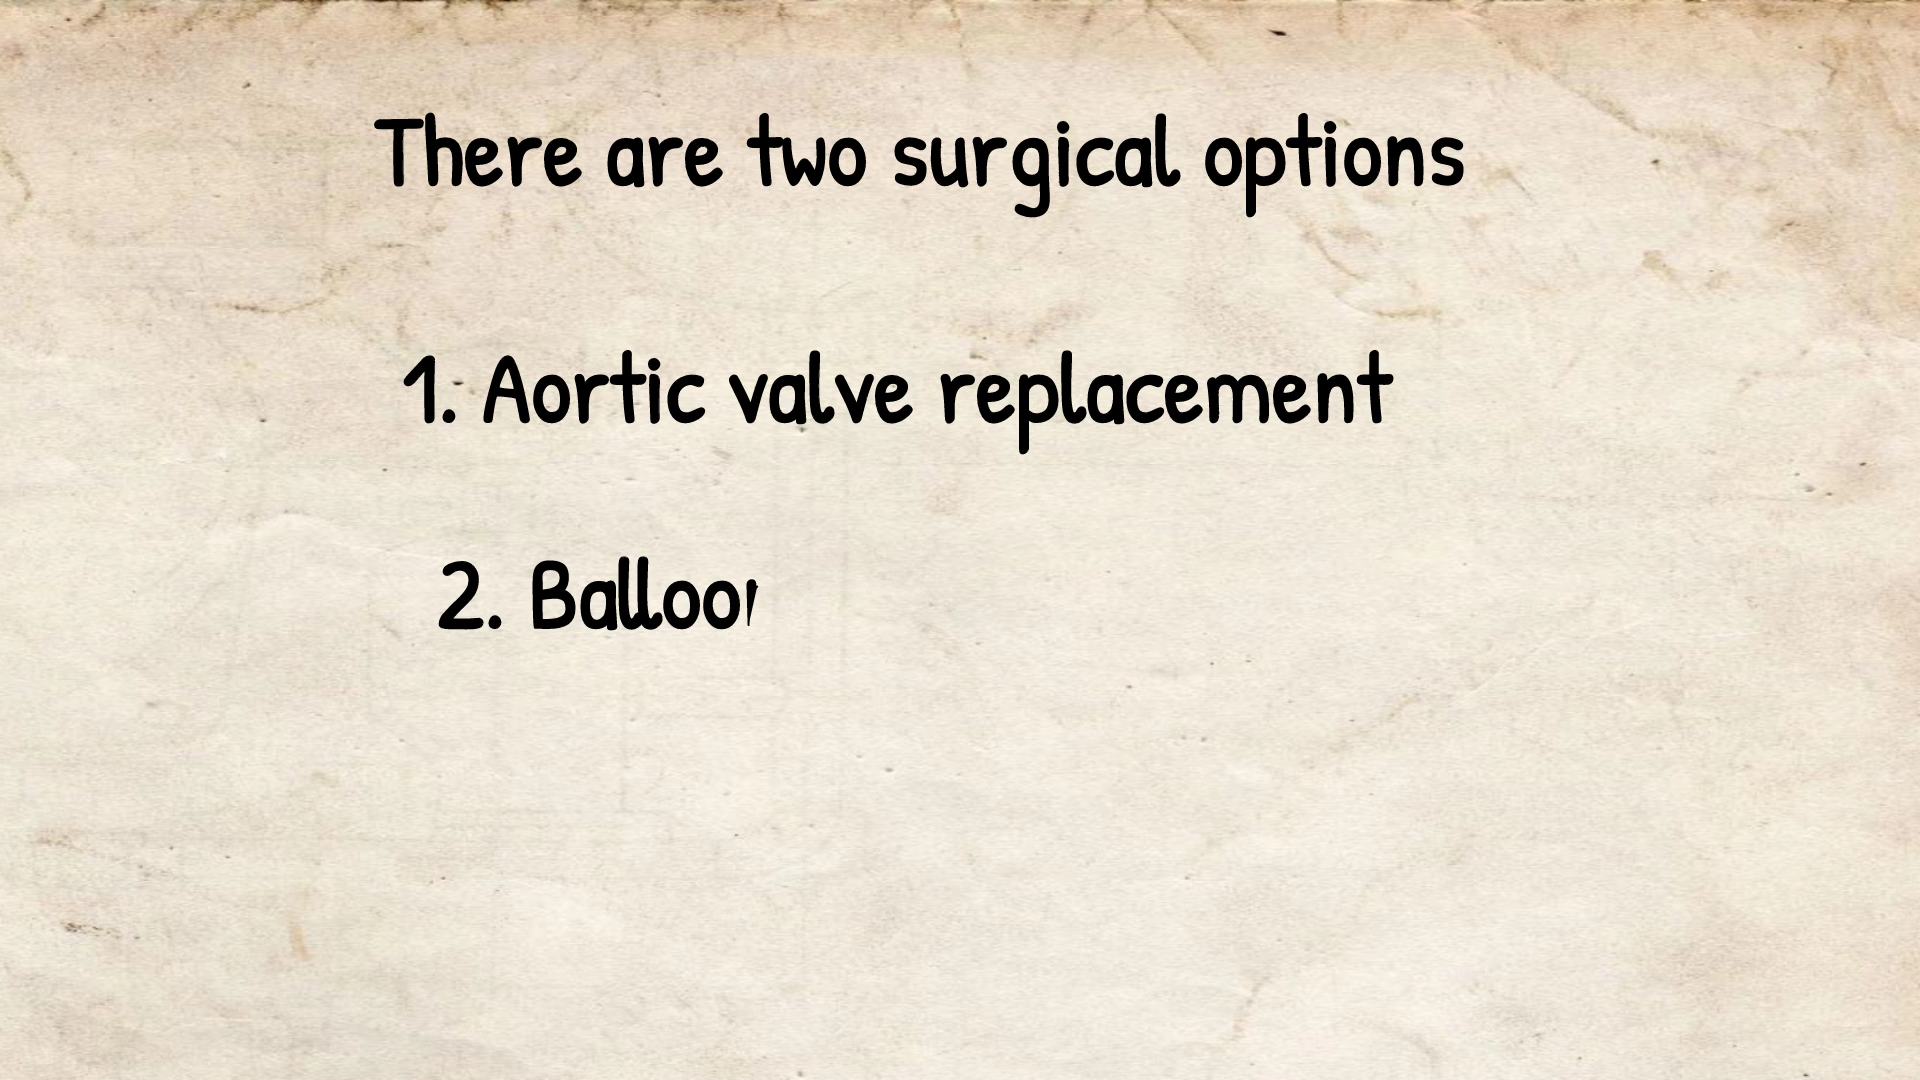 There are two surgical options
1. Aortic valve replacement
2. Balloo